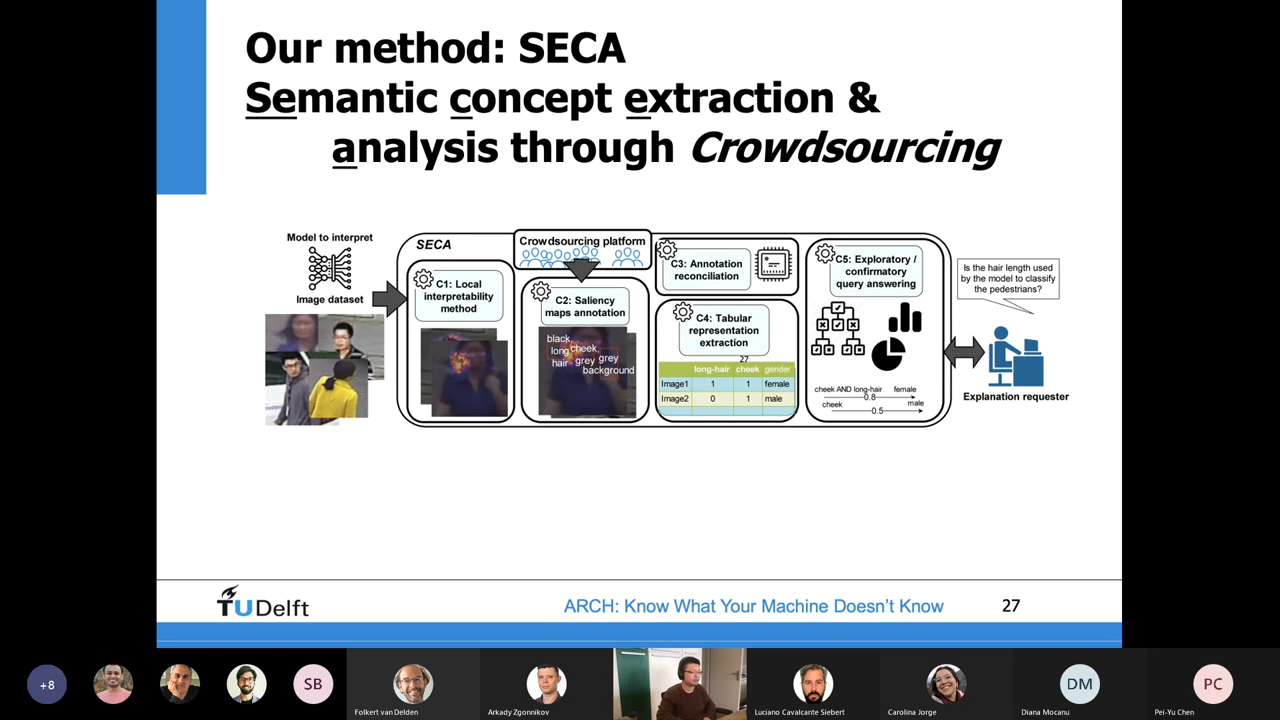 Our method: SECA
Semantic concept extraction &
analysis through Crowdsourcing
Model to interpret
Image dataset
SECA
C1: Local
interpretability
method
Crowdsourcing platform
C2: Saliency
maps annotation
black,
long
hair
cheek,
grey
grey
background
C3: Annotation
reconciliation
C4: Tabular
representation
extraction
27
long-hair cheek gender
Image1 1 1 female
Image2 0 1 male
C5: Exploratory /
confirmatory
query answering
cheek AND long-hair female
0.8
cheek male
0.5
Is the hair length used
by the model to classify
the pedestrians?
Explanation requester
TUDelft
ARCH: Know What Your Machine Doesn't Know
27
+8
SB
Folkert van Delden
Arkady Zgonnikov
Luciano Cavalcante Siebert
Carolina Jorge
DM
Diana Mocanu
PC
Pei-Yu Chen